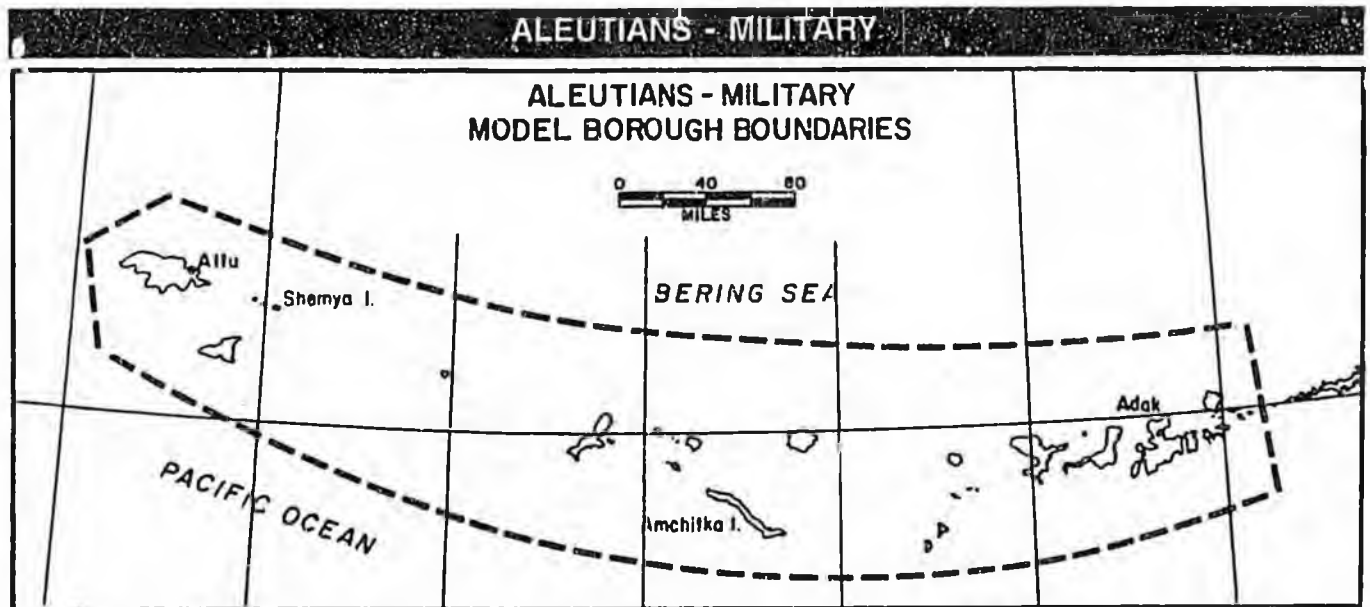 ALEUTIANS - MILITARY
ALEUTIANS - MILITARY
MODEL BOROUGH BOUNDARIES
0 40 80
MILES
Attu
Shemya I.
BERING SEA
Adak
Amchitka I.
PACIFIC OCEAN